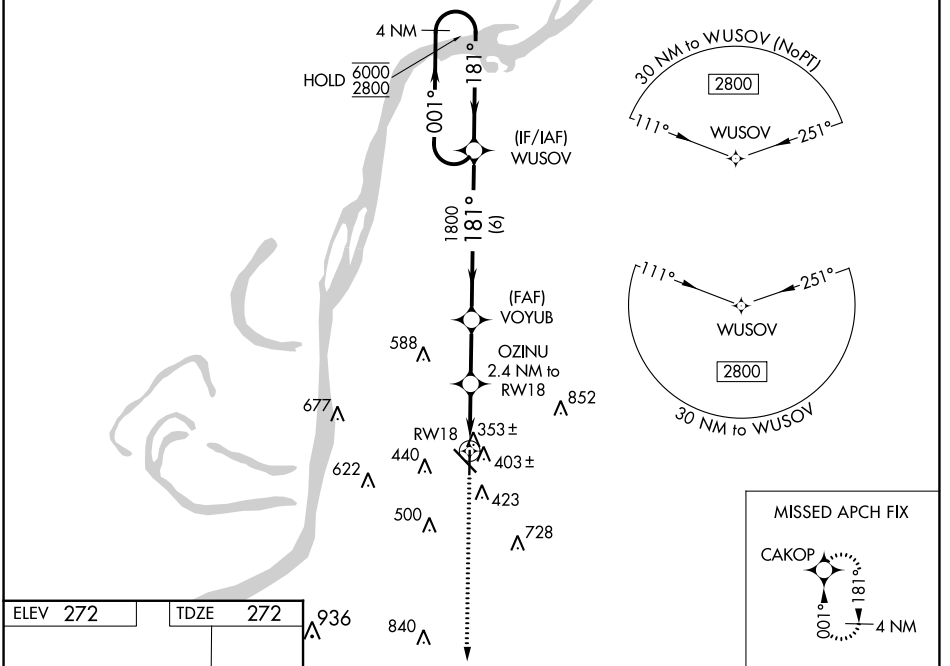 4 NM
HOLD 6000
2800
001°
181°
(IF/IAF)
WUSOV
1800
181°
(6)
(FAF)
VOYUB
OZINU
2.4 NM to
RW18
588
852
677
RW18
353±
440
403±
622
423
500
728
936
840
30 NM to WUSOV (NoPT)
2800
111°
WUSOV
251°
111°
251°
WUSOV
2800
30 NM to WUSOV
MISSED APCH FIX
CAKOP
001°
181°
4 NM
ELEV 272
TDZE 272